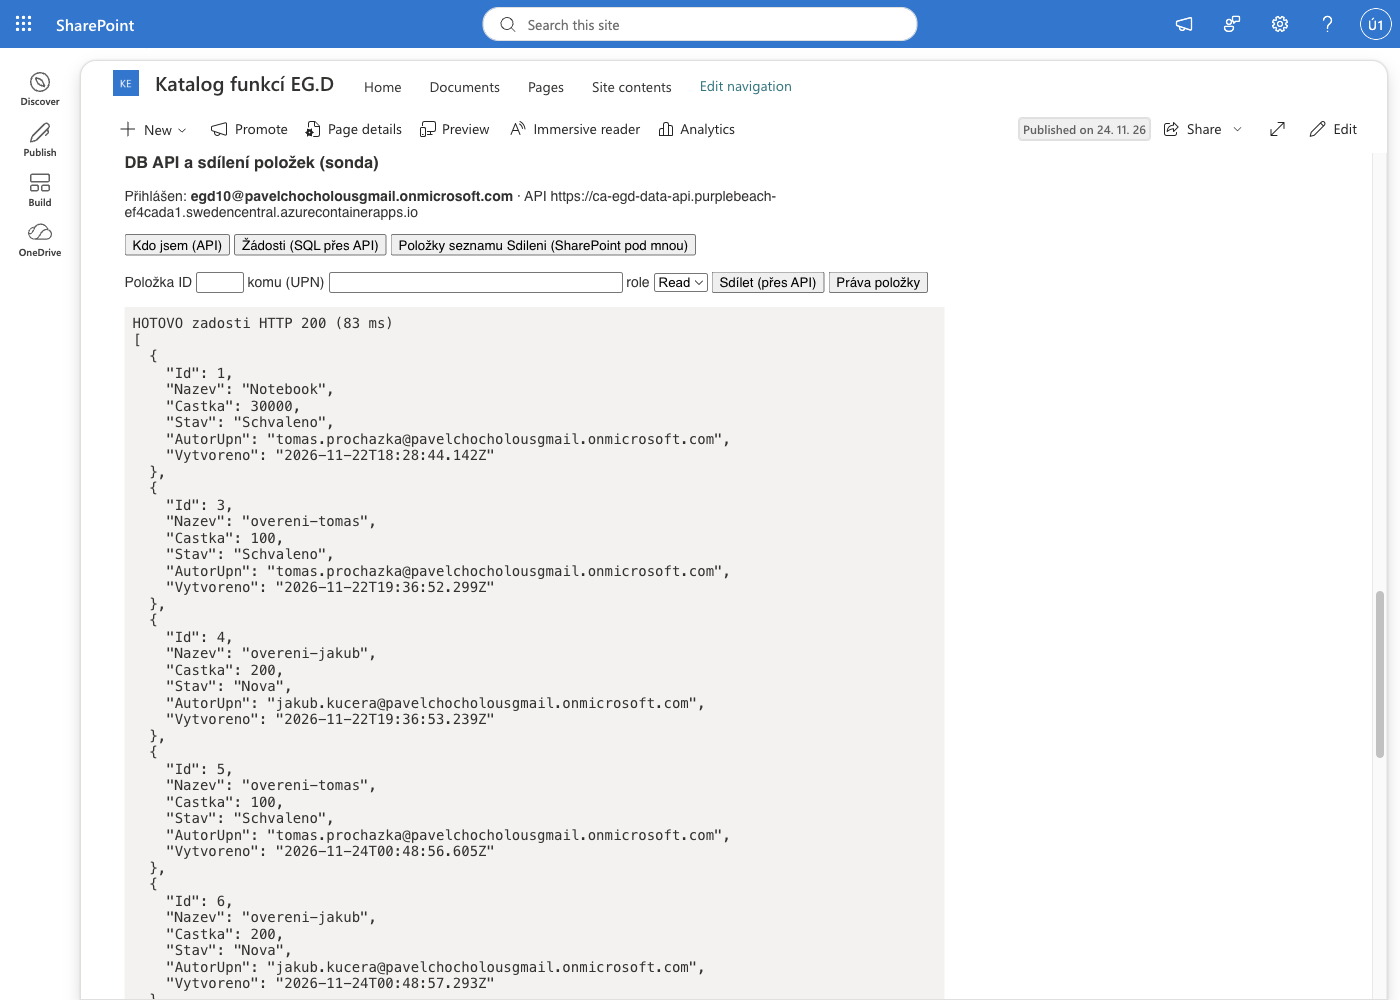 SharePoint
Search this site
Ú1
Discover
Publish
Build
OneDrive
KE
Katalog funkcí EG.D
Home
Documents
Pages
Site contents
Edit navigation
New
Promote
Page details
Preview
Immersive reader
Analytics
Published on 24. 11. 26
Share
Edit
DB API a sdílení položek (sonda)
Přihlášen: egd10@pavelchocholousgmail.onmicrosoft.com · API https://ca-egd-data-api.purplebeach-
ef4cada1.swedencentral.azurecontainerapps.io
Kdo jsem (API)
Žádosti (SQL přes API)
Položky seznamu Sdileni (SharePoint pod mnou)
Položka ID komu (UPN) role Read Sdílet (přes API) Práva položky
HOTOVO zadosti HTTP 200 (83 ms)
[
  {
    "Id": 1,
    "Nazev": "Notebook",
    "Castka": 30000,
    "Stav": "Schvaleno",
    "AutorUpn": "tomas.prochazka@pavelchocholousgmail.onmicrosoft.com",
    "Vytvoreno": "2026-11-22T18:28:44.142Z"
  },
  {
    "Id": 3,
    "Nazev": "overeni-tomas",
    "Castka": 100,
    "Stav": "Schvaleno",
    "AutorUpn": "tomas.prochazka@pavelchocholousgmail.onmicrosoft.com",
    "Vytvoreno": "2026-11-22T19:36:52.299Z"
  },
  {
    "Id": 4,
    "Nazev": "overeni-jakub",
    "Castka": 200,
    "Stav": "Nova",
    "AutorUpn": "jakub.kucera@pavelchocholousgmail.onmicrosoft.com",
    "Vytvoreno": "2026-11-22T19:36:53.239Z"
  },
  {
    "Id": 5,
    "Nazev": "overeni-tomas",
    "Castka": 100,
    "Stav": "Schvaleno",
    "AutorUpn": "tomas.prochazka@pavelchocholousgmail.onmicrosoft.com",
    "Vytvoreno": "2026-11-24T00:48:56.605Z"
  },
  {
    "Id": 6,
    "Nazev": "overeni-jakub",
    "Castka": 200,
    "Stav": "Nova",
    "AutorUpn": "jakub.kucera@pavelchocholousgmail.onmicrosoft.com",
    "Vytvoreno": "2026-11-24T00:48:57.293Z"
  }